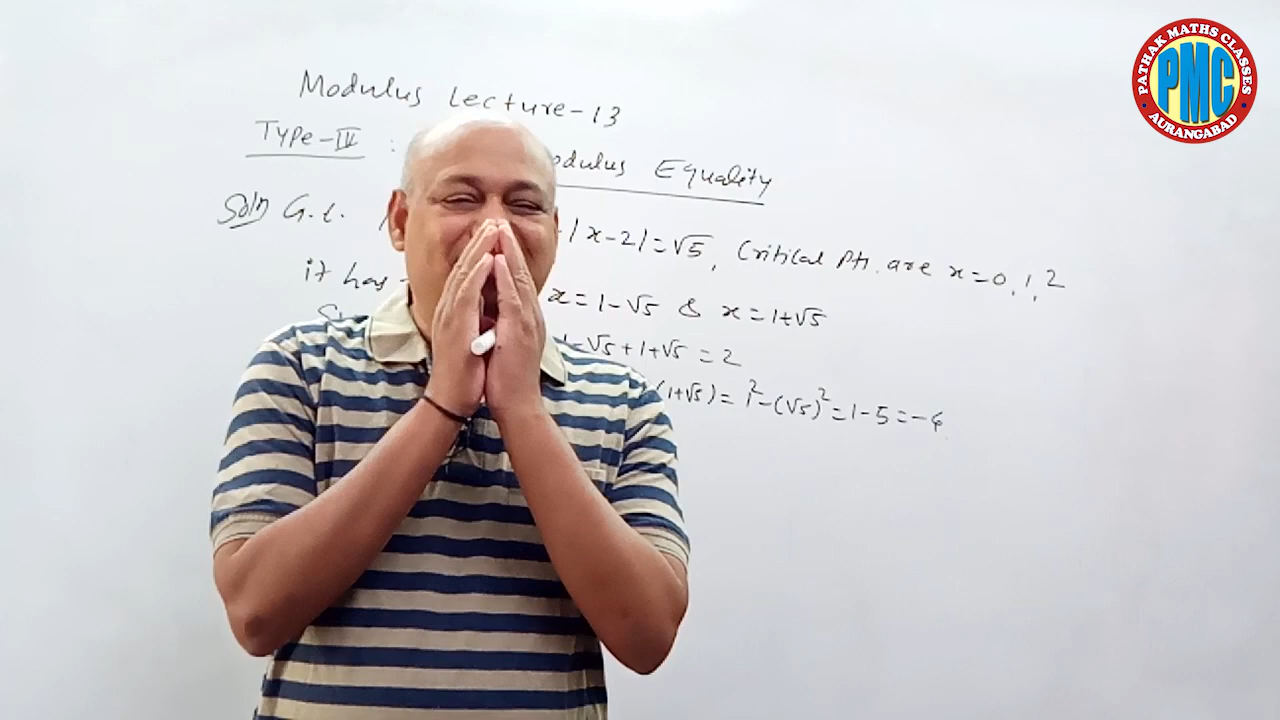 PATHAK MATHS CLASSES
PMC
AURANGABAD
Modulus Lecture-13
Type-IV : Modulus Equality
Soln G.E. |x-2|=√5, Critical Pts. are x=0,1,2
it has x=1-√5 & x=1+√5
1-√5+1+√5 = 2
(1+√5) = 1²-(√5)²=1-5=-4